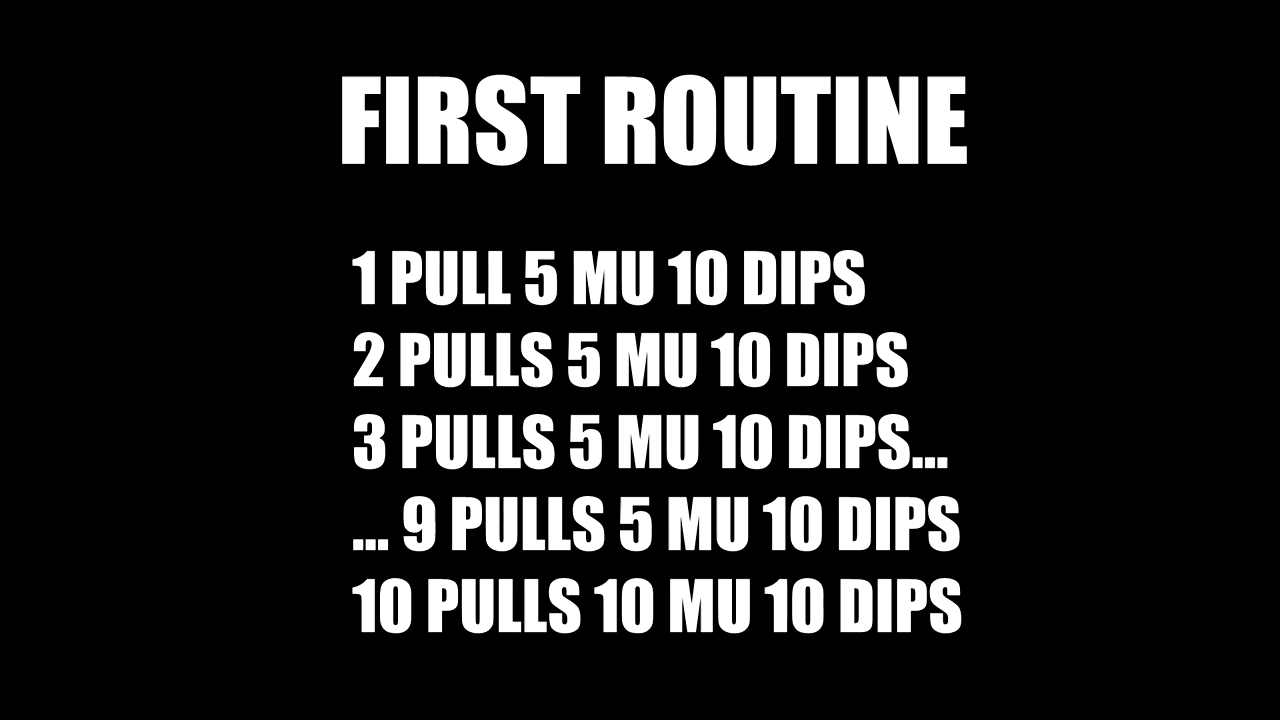 FIRST ROUTINE
1 PULL 5 MU 10 DIPS
2 PULLS 5 MU 10 DIPS
3 PULLS 5 MU 10 DIPS...
... 9 PULLS 5 MU 10 DIPS
10 PULLS 10 MU 10 DIPS